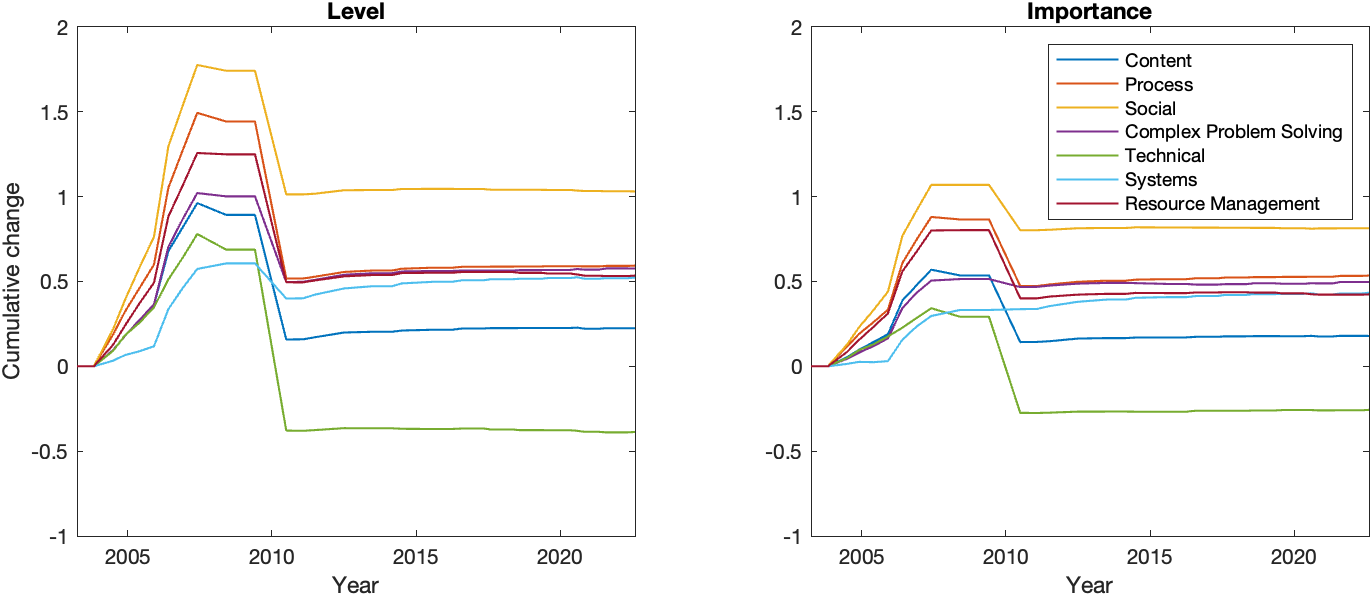 Level
Cumulative change
2
1.5
1
0.5
0
-0.5
-1
2005
2010
2015
2020
Year
Importance
2
1.5
1
0.5
0
-0.5
-1
2005
2010
2015
2020
Year
Content
Process
Social
Complex Problem Solving
Technical
Systems
Resource Management